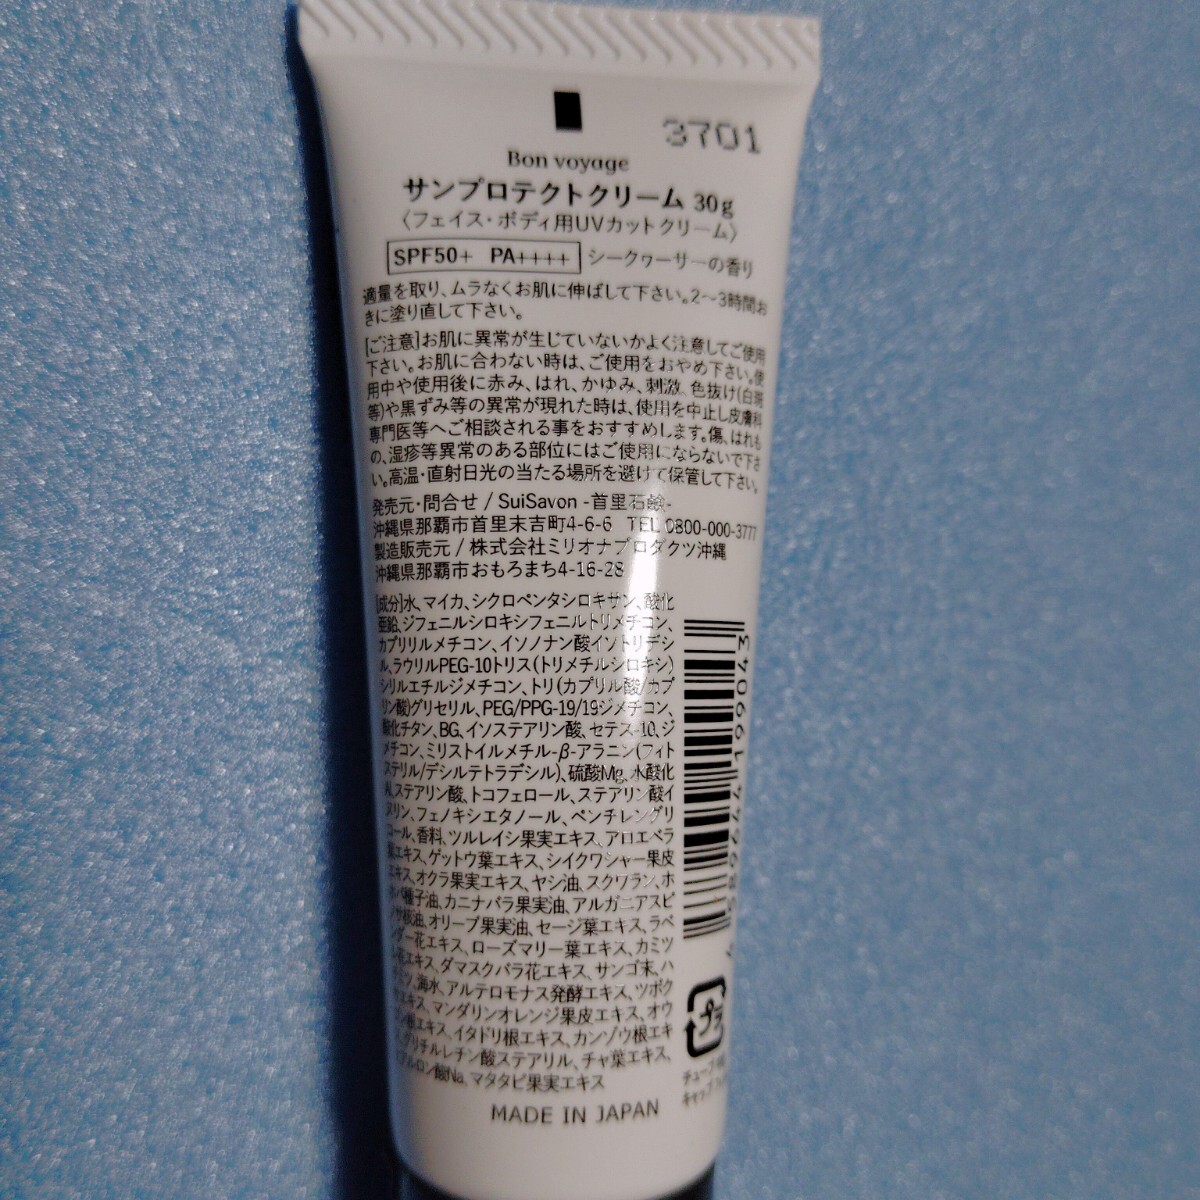 3701
Bon voyage
サンプロテクトクリーム 30g
〈フェイス・ボディ用UVカットクリーム〉
SPF50+ PA++++ シークヮーサーの香り
適量を取り、ムラなくお肌に伸ばして下さい。2〜3時間お
きに塗り直して下さい。
[ご注意]お肌に異常が生じていないかよく注意してご使用
下さい。お肌に合わない時は、ご使用をおやめ下さい。使
用中や使用後に赤み、はれ、かゆみ、刺激、色抜け(白斑
等)や黒ずみ等の異常が現れた時は、使用を中止し皮膚科
専門医等へご相談される事をおすすめします。傷、はれも
の、湿疹等異常のある部位にはご使用にならないで下さ
い。高温・直射日光の当たる場所を避けて保管して下さい。
発売元・問合せ / SuiSavon -首里石鹸-
沖縄県那覇市首里末吉町4-6-6 TEL 0800-000-3777
製造販売元 / 株式会社ミリオナプロダクツ沖縄
沖縄県那覇市おもろまち4-16-28
[成分]水、マイカ、シクロペンタシロキサン、酸化
亜鉛、ジフェニルシロキシフェニルトリメチコン、
カプリリルメチコン、イソノナン酸イソトリデシ
ル、ラウリルPEG-10トリス(トリメチルシロキシ)
シリルエチルジメチコン、トリ(カプリル酸/カプ
リン酸)グリセリル、PEG/PPG-19/19ジメチコン、
酸化チタン、BG、イソステアリン酸、セテス-10、ジ
メチコン、ミリストイルメチル-β-アラニン(フィト
ステリル/デシルテトラデシル)、硫酸Mg、水酸化
Al、ステアリン酸、トコフェロール、ステアリン酸イ
ヌリン、フェノキシエタノール、ペンチレングリ
コール、香料、ツルレイシ果実エキス、アロエベラ
葉エキス、ゲットウ葉エキス、シイクワシャー果皮
エキス、オクラ果実エキス、ヤシ油、スクワラン、ホ
ホバ種子油、カニナバラ果実油、アルガニアスピ
ノサ核油、オリーブ果実油、セージ葉エキス、ラベ
ンダー花エキス、ローズマリー葉エキス、カミツ
レ花エキス、ダマスクバラ花エキス、サンゴ末、ハ
チミツ、海水、アルテロモナス発酵エキス、ツボク
サエキス、マンダリンオレンジ果皮エキス、オウ
ゴン根エキス、イタドリ根エキス、カンゾウ根エキ
ス、グリチルレチン酸ステアリル、チャ葉エキス、
ヒアルロン酸Na、マタタビ果実エキス
MADE IN JAPAN
プラ
チューブ
キャップ